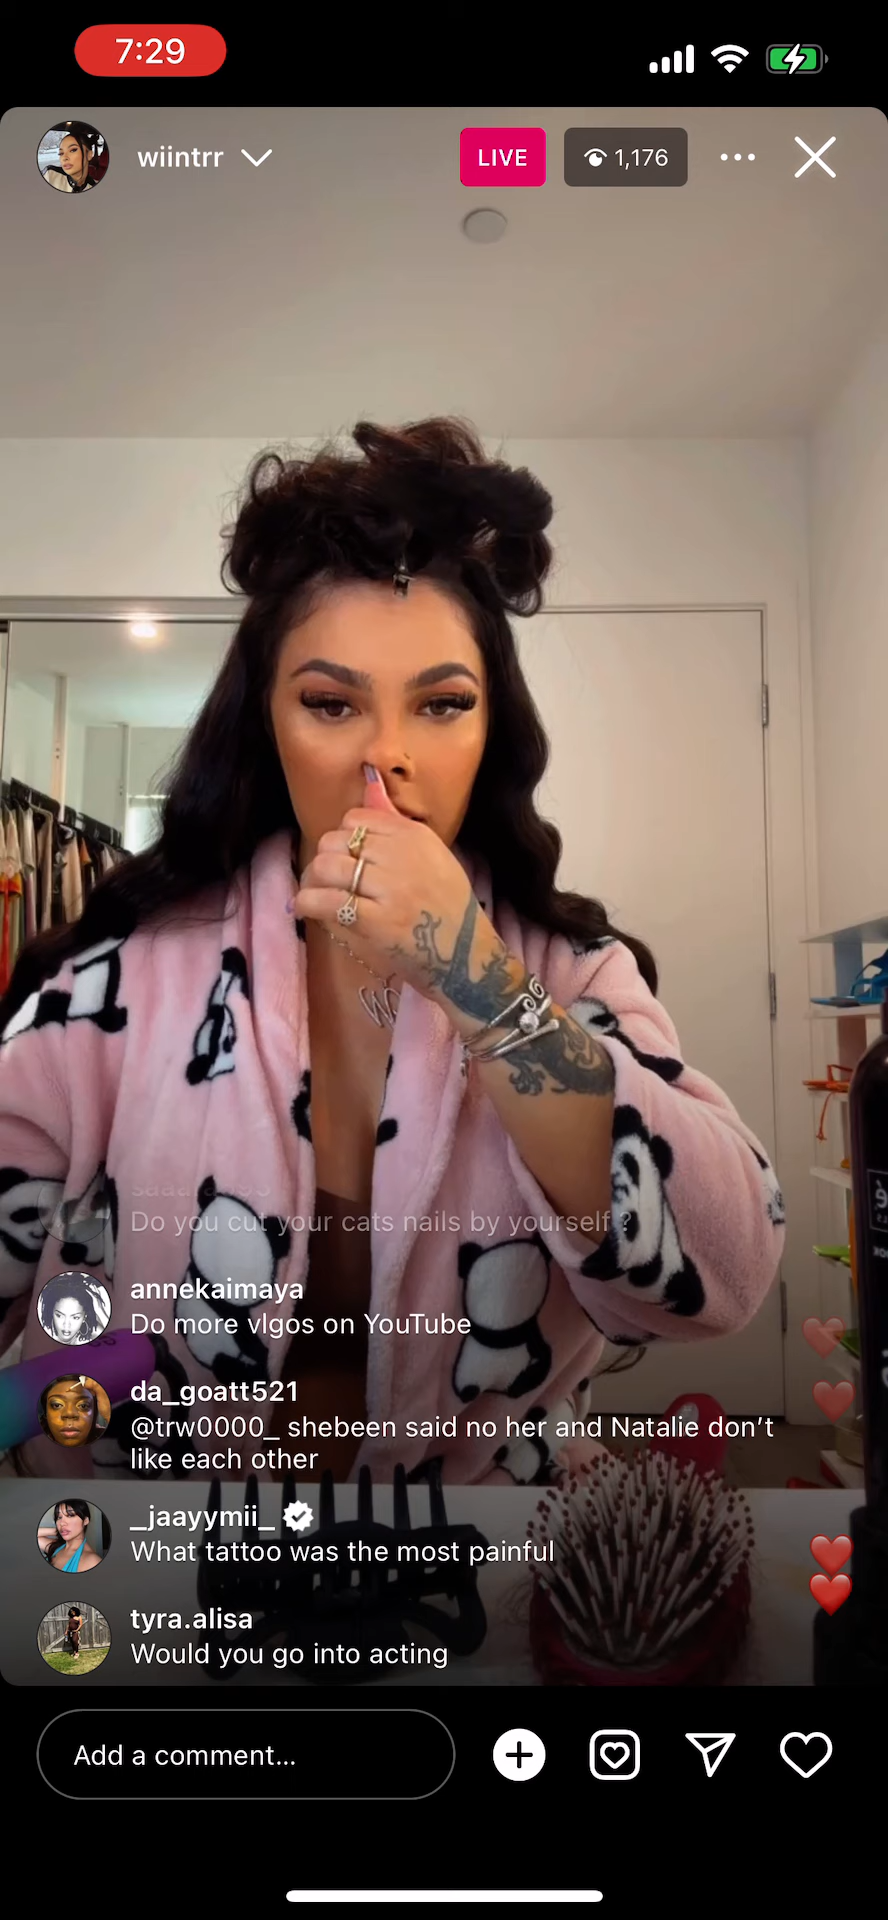 7:29
wiintrr
LIVE
1,176
Do you cut your cats nails by yourself ?
annekaimaya
Do more vlgos on YouTube
da_goatt521
@trw0000_ shebeen said no her and Natalie don’t
like each other
_jaayymii_
What tattoo was the most painful
tyra.alisa
Would you go into acting
Add a comment...